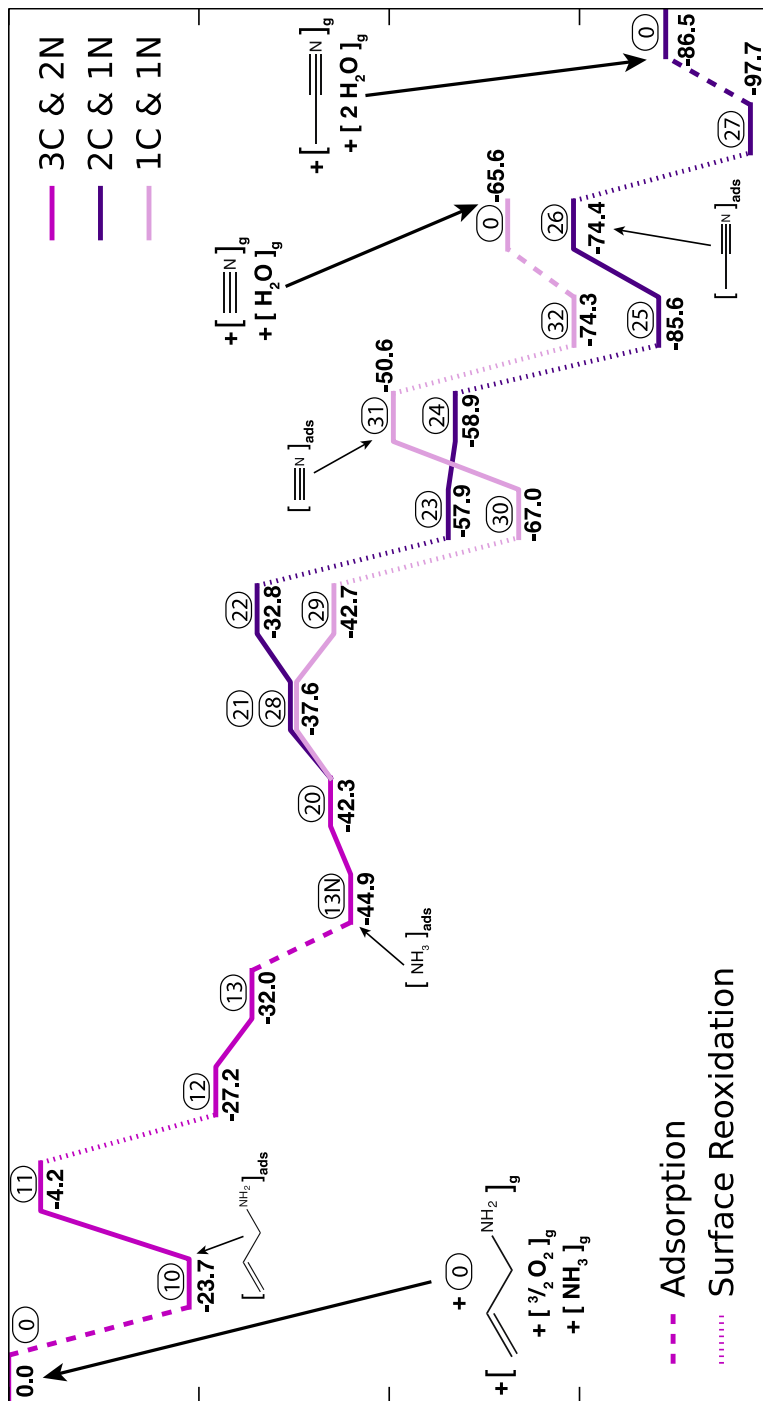 0.0
0
+ 0
+ [ NH₂ ]g
+ [ ³/₂ O₂ ]g
+ [ NH₃ ]g
10
-23.7
[ NH₂ ]ads
11
-4.2
12
-27.2
13
-32.0
13N
-44.9
[ NH₃ ]ads
20
-42.3
21
28
-37.6
22
-32.8
29
-42.7
23
-57.9
30
-67.0
31
-50.6
[ N ]ads
24
-58.9
32
-74.3
25
-85.6
0
-65.6
+ [ N ]g
+ [ H₂O ]g
26
-74.4
[ N ]ads
27
-97.7
0
-86.5
+ [ N ]g
+ [ 2 H₂O ]g
3C & 2N
2C & 1N
1C & 1N
Adsorption
Surface Reoxidation